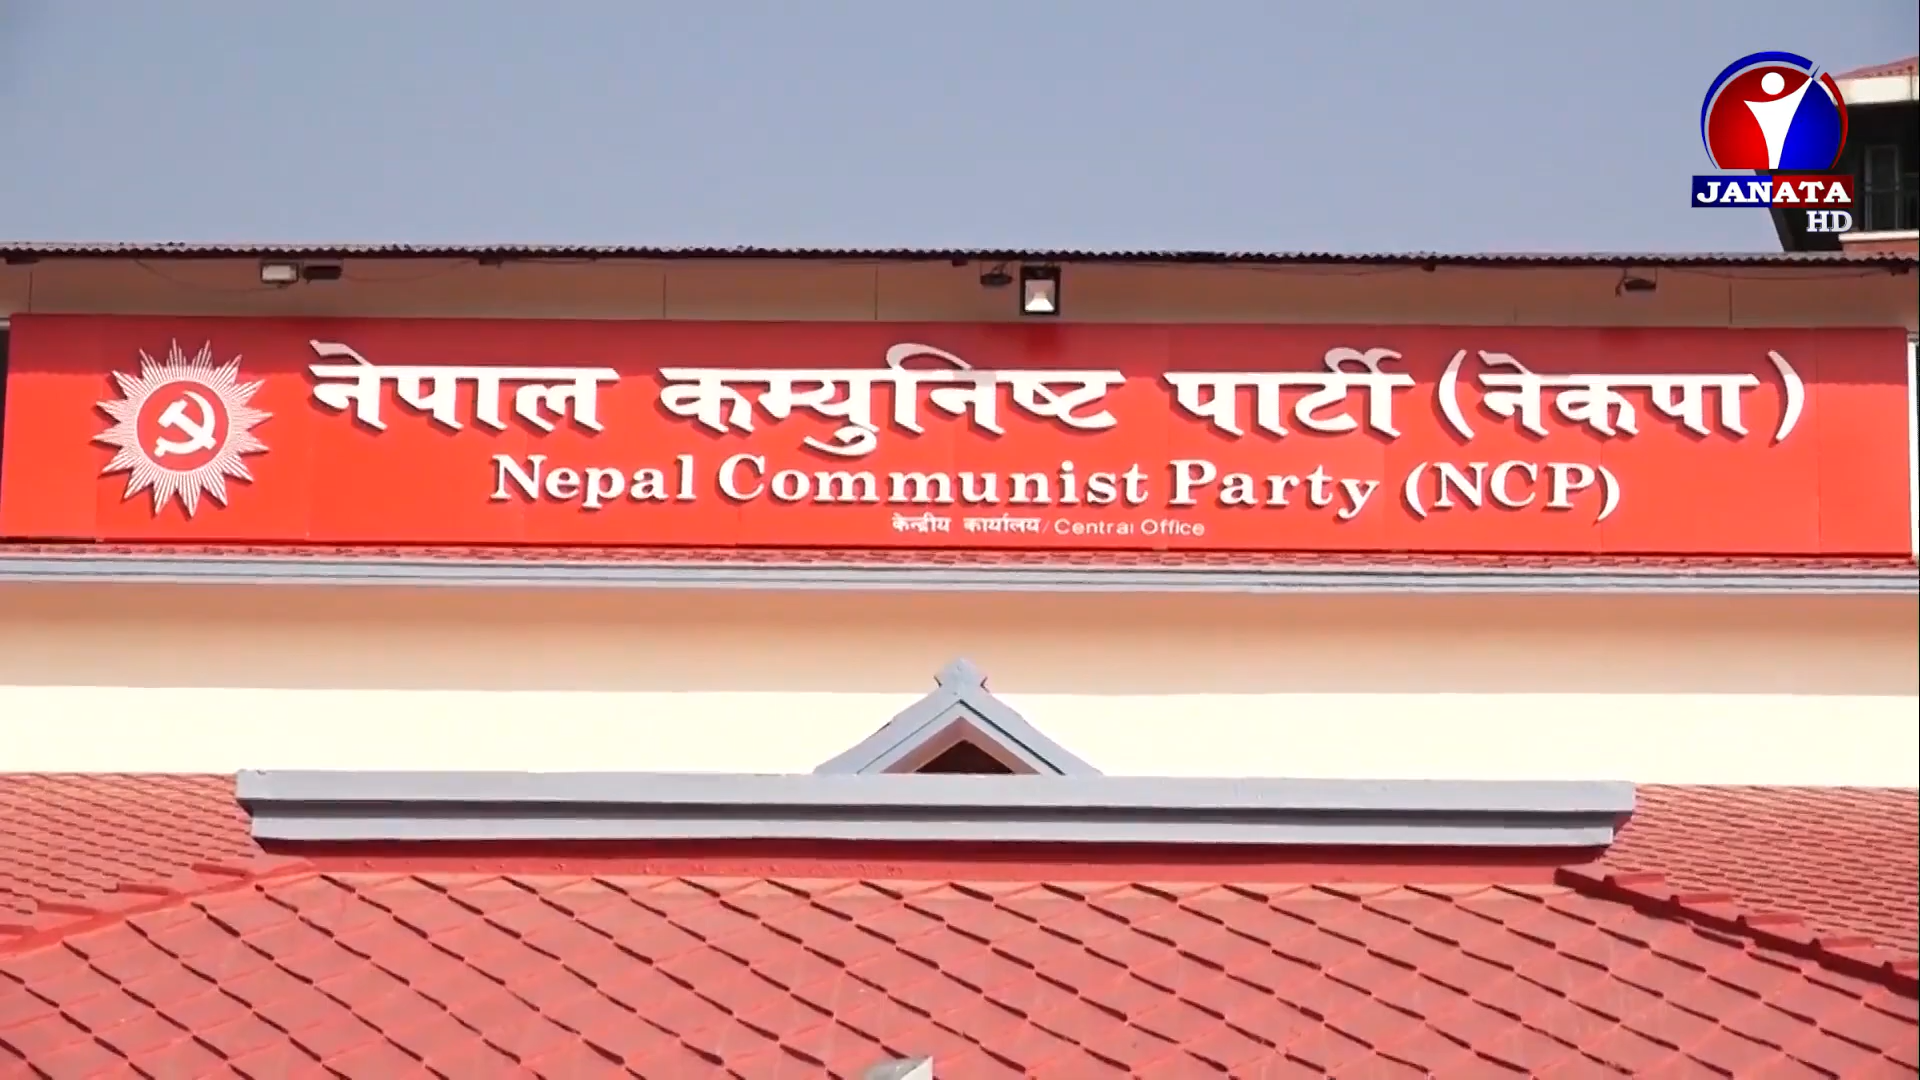 JANATA
HD
नेपाल कम्युनिष्ट पार्टी (नेकपा)
Nepal Communist Party (NCP)
केन्द्रीय कार्यालय/Central Office